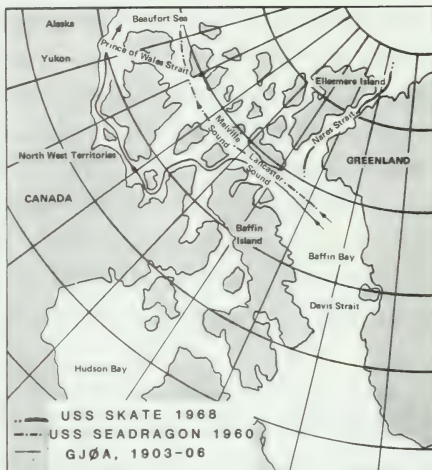 Alaska
Beaufort Sea
Prince of Wales Strait
Yukon
Ellesmere Island
Nares Strait
Melville
Sound
Lancaster
Sound
North West Territories
GREENLAND
CANADA
Baffin
Island
Baffin Bay
Davis Strait
Hudson Bay
USS SKATE 1968
USS SEADRAGON 1960
GJØA, 1903-06